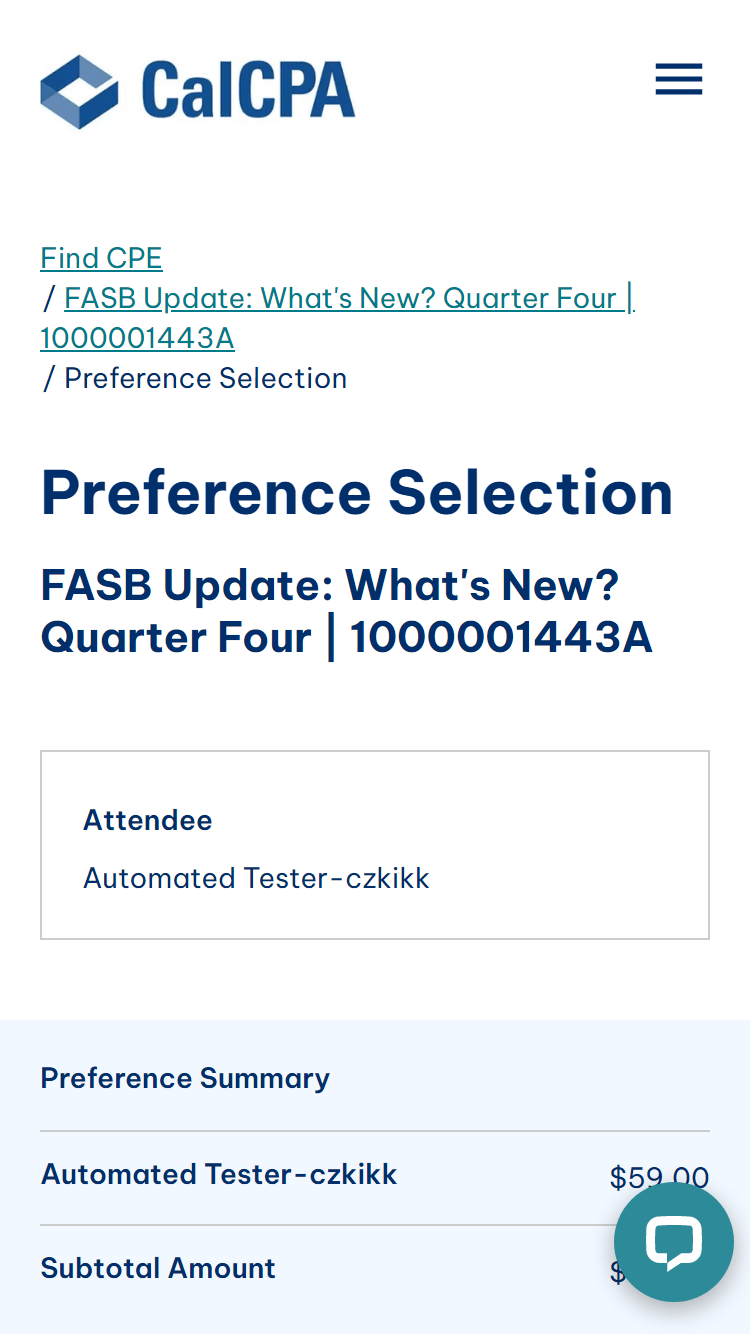 CalCPA
Find CPE
/ FASB Update: What's New? Quarter Four |
1000001443A
/ Preference Selection
Preference Selection
FASB Update: What's New?
Quarter Four | 1000001443A
Attendee
Automated Tester-czkikk
Preference Summary
Automated Tester-czkikk $59.00
Subtotal Amount $